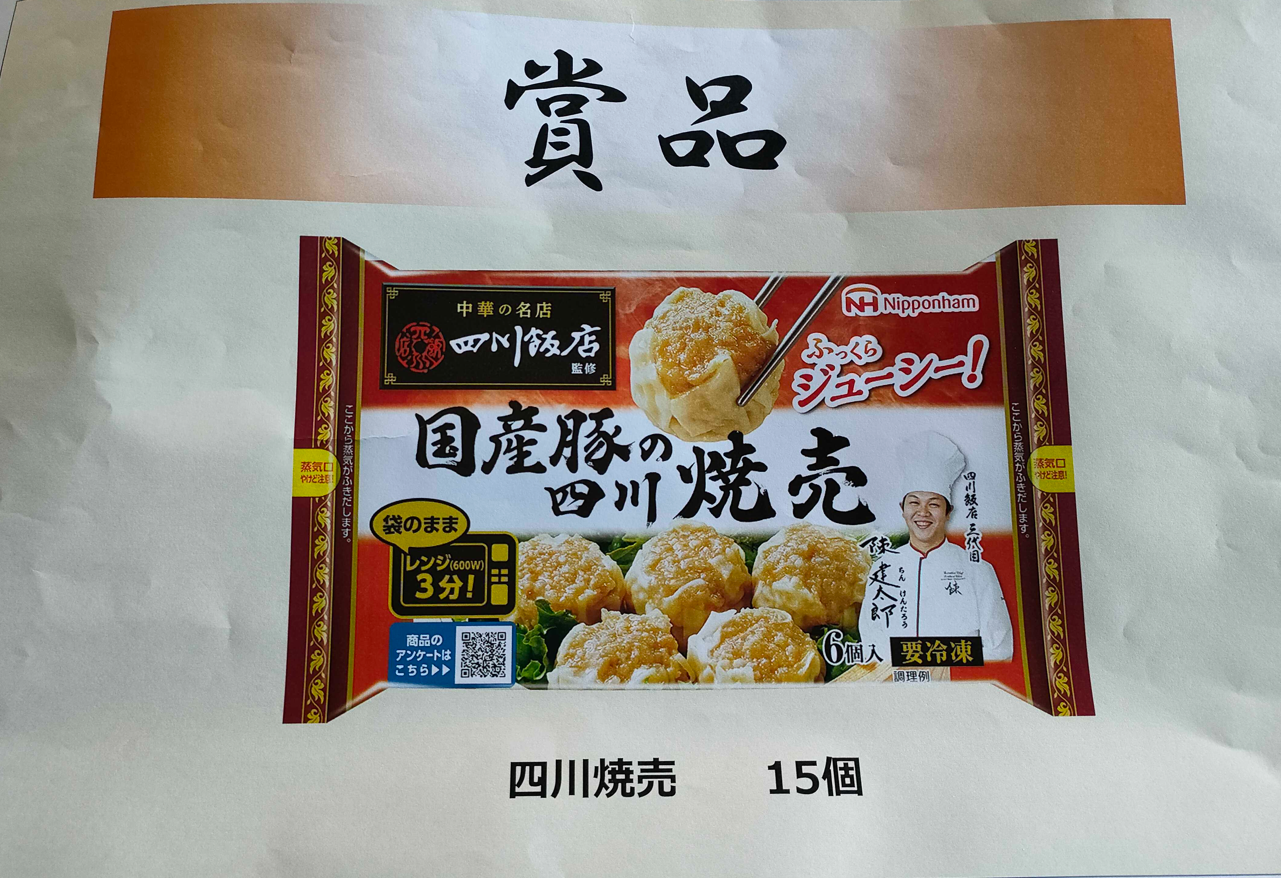 賞品
中華の名店
四川飯店
監修
NH Nipponham
ふっくら
ジューシー!
国産豚の
四川焼売
ここから蒸気がふきだします。
蒸気口
やけど注意!
ここから蒸気がふきだします。
蒸気口
やけど注意!
袋のまま
レンジ(600W)
3分!
四川飯店 三代目
陳建太郎
ちん けんたろう
陳
商品の
アンケートは
こちら▶▶
6個入
要冷凍
調理例
四川焼売 15個